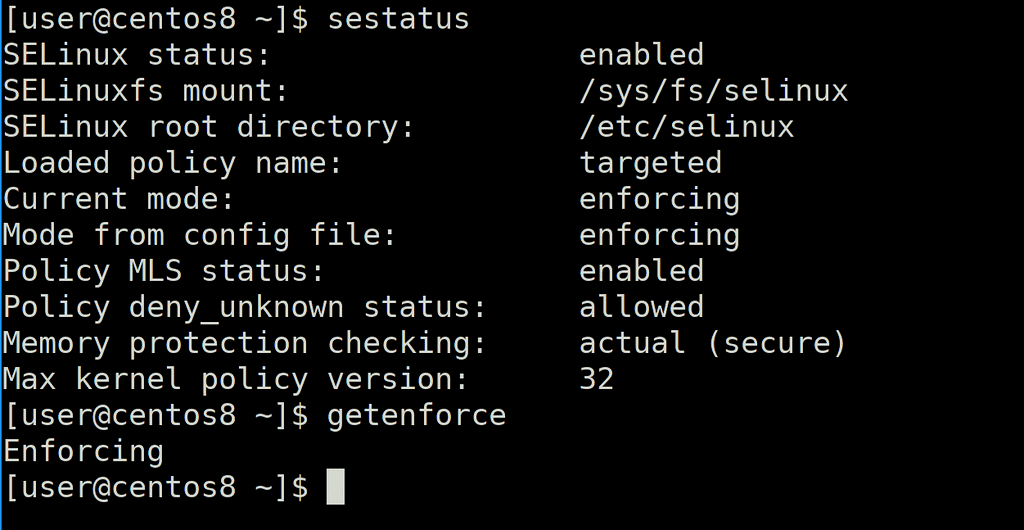 [user@centos8 ~]$ sestatus
SELinux status:                 enabled
SELinuxfs mount:                /sys/fs/selinux
SELinux root directory:         /etc/selinux
Loaded policy name:             targeted
Current mode:                   enforcing
Mode from config file:          enforcing
Policy MLS status:              enabled
Policy deny_unknown status:     allowed
Memory protection checking:     actual (secure)
Max kernel policy version:      32
[user@centos8 ~]$ getenforce
Enforcing
[user@centos8 ~]$